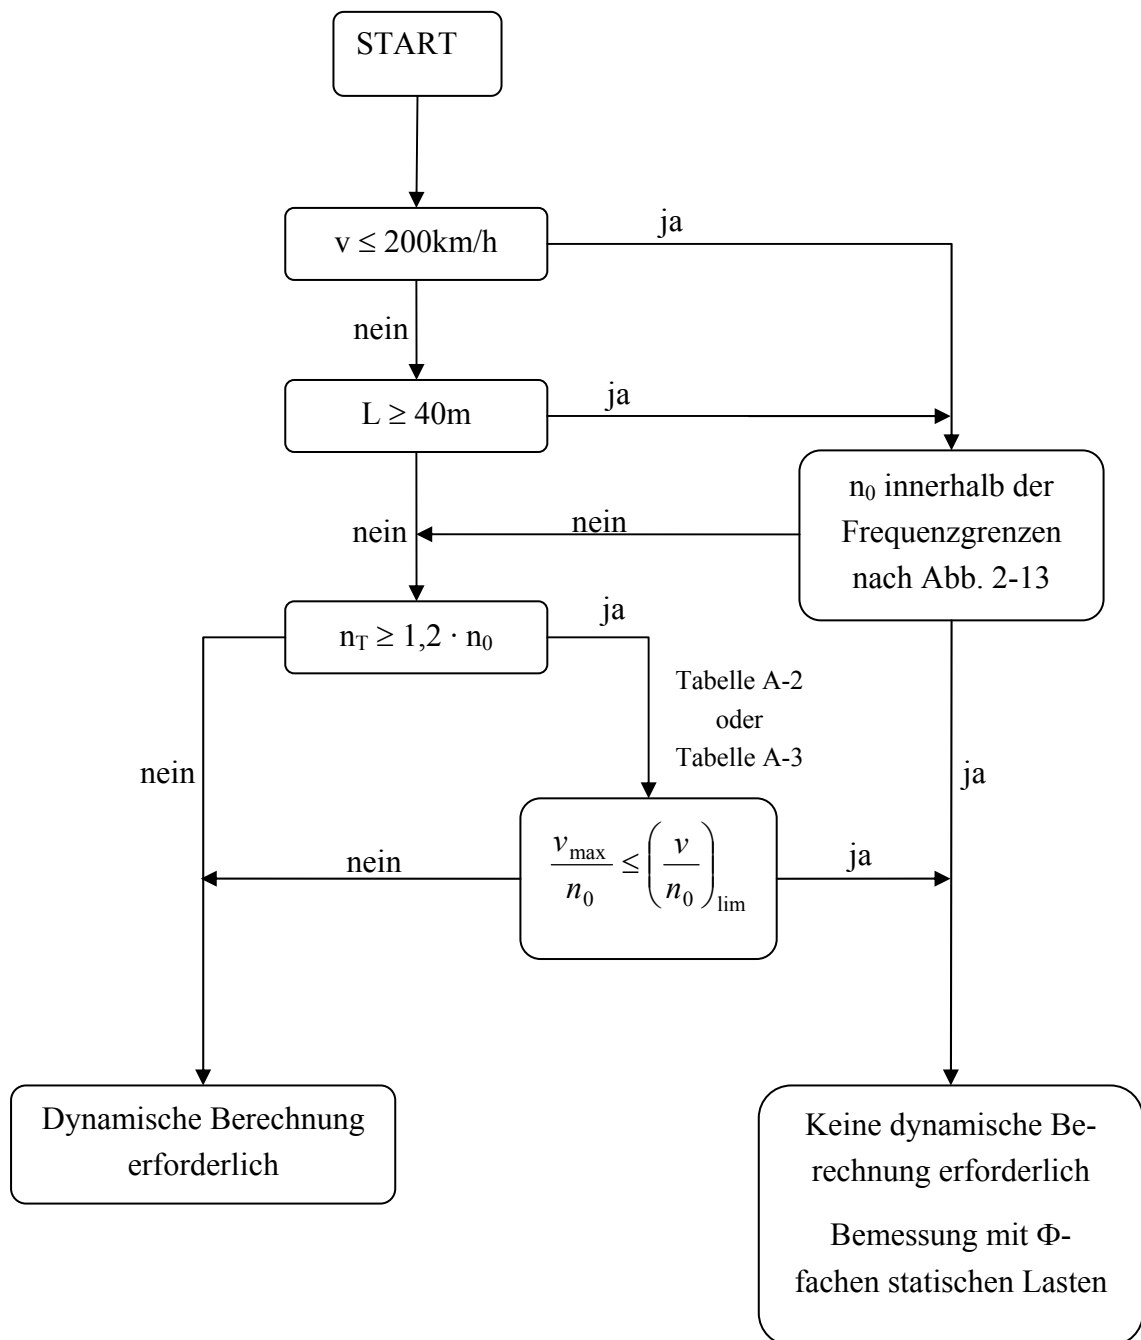 START
v ≤ 200km/h
ja
nein
L ≥ 40m
ja
n₀ innerhalb der
Frequenzgrenzen
nach Abb. 2-13
nein
nein
n_T ≥ 1,2 · n₀
ja
Tabelle A-2
oder
Tabelle A-3
nein
ja
v_max/n₀ ≤ (v/n₀)_lim
nein
ja
Dynamische Berechnung
erforderlich
Keine dynamische Be-
rechnung erforderlich
Bemessung mit Φ-
fachen statischen Lasten